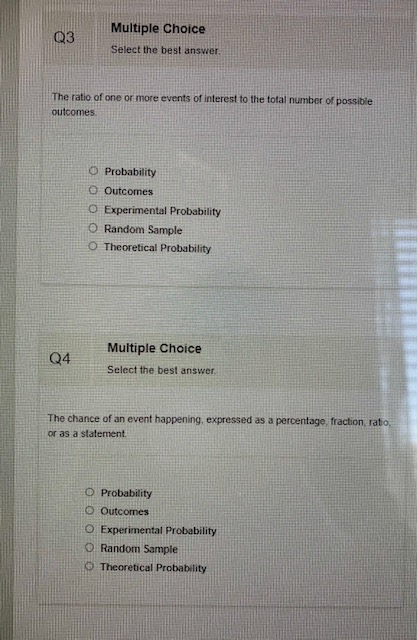 Q3
Multiple Choice
Select the best answer.
The ratio of one or more events of interest to the total number of possible
outcomes.
Probability
Outcomes
Experimental Probability
Random Sample
Theoretical Probability
Q4
Multiple Choice
Select the best answer.
The chance of an event happening, expressed as a percentage, fraction, ratio,
or as a statement
Probability
Outcomes
Experimental Probability
Random Sample
Theoretical Probability